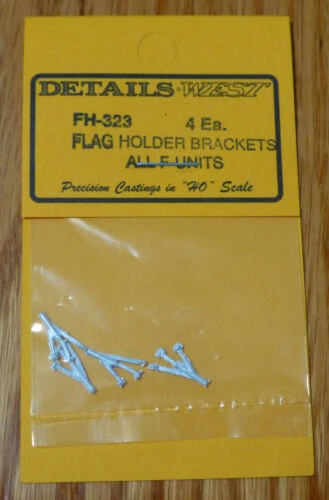 DETAILS WEST
FH-323 4 Ea.
FLAG HOLDER BRACKETS
ALL F UNITS
Precision Castings in "HO" Scale